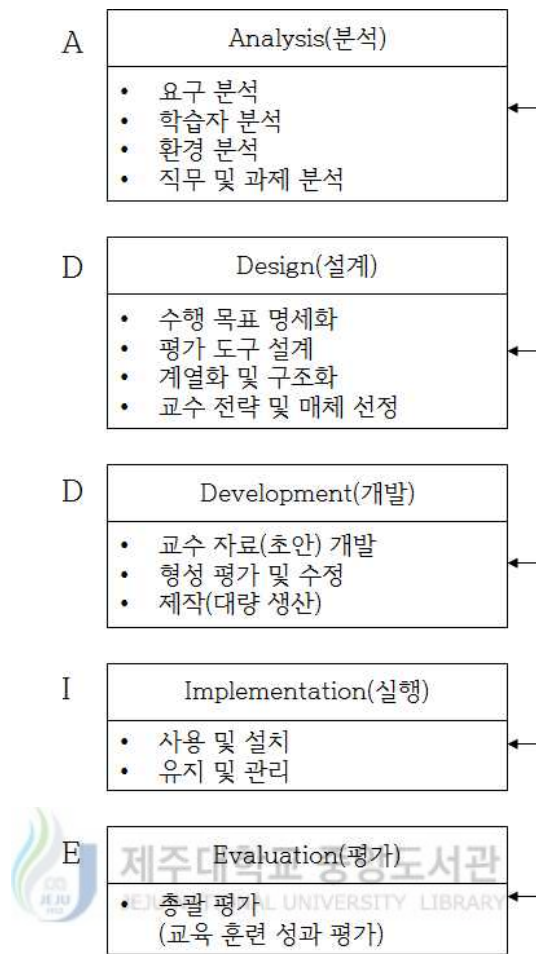 A
Analysis(분석)
• 요구 분석
• 학습자 분석
• 환경 분석
• 직무 및 과제 분석
D
Design(설계)
• 수행 목표 명세화
• 평가 도구 설계
• 계열화 및 구조화
• 교수 전략 및 매체 선정
D
Development(개발)
• 교수 자료(초안) 개발
• 형성 평가 및 수정
• 제작(대량 생산)
I
Implementation(실행)
• 사용 및 설치
• 유지 및 관리
E
Evaluation(평가)
제주대학교 중앙도서관
JEJU NATIONAL UNIVERSITY LIBRARY
• 총괄 평가
(교육 훈련 성과 평가)